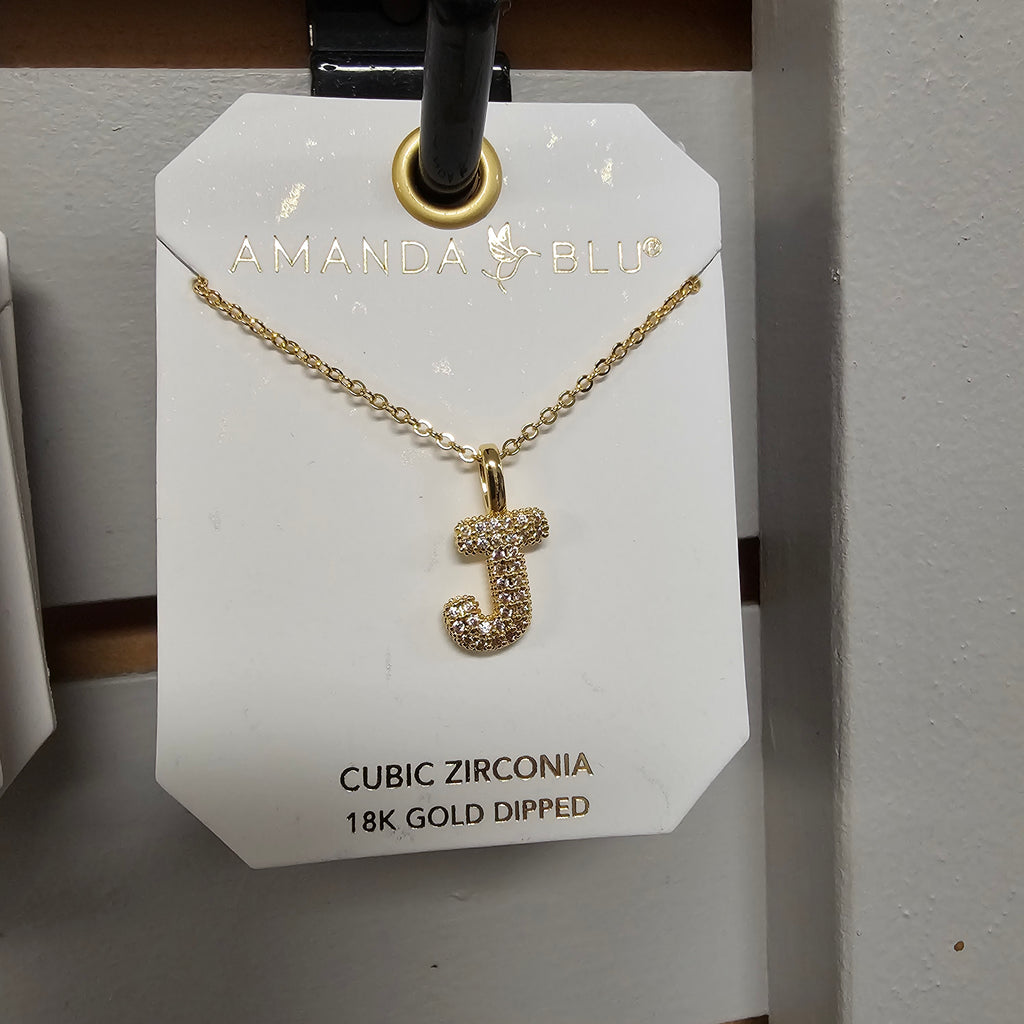 AMANDA BLU®
J
CUBIC ZIRCONIA
18K GOLD DIPPED